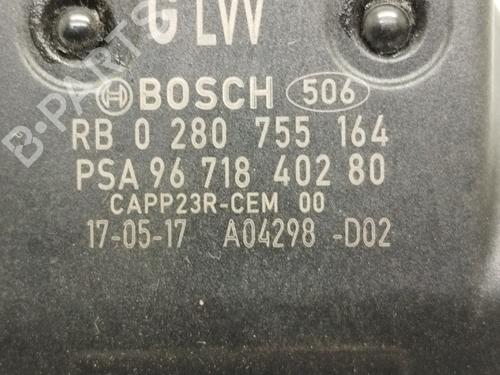 G LVV
BOSCH 506
RB 0 280 755 164
PSA 96 718 402 80
CAPP23R-CEM 00
17-05-17 A04298 -D02
B-PARTS